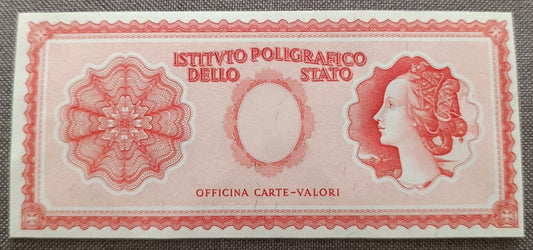 ISTITVTO POLIGRAFICO
DELLO STATO
OFFICINA CARTE-VALORI